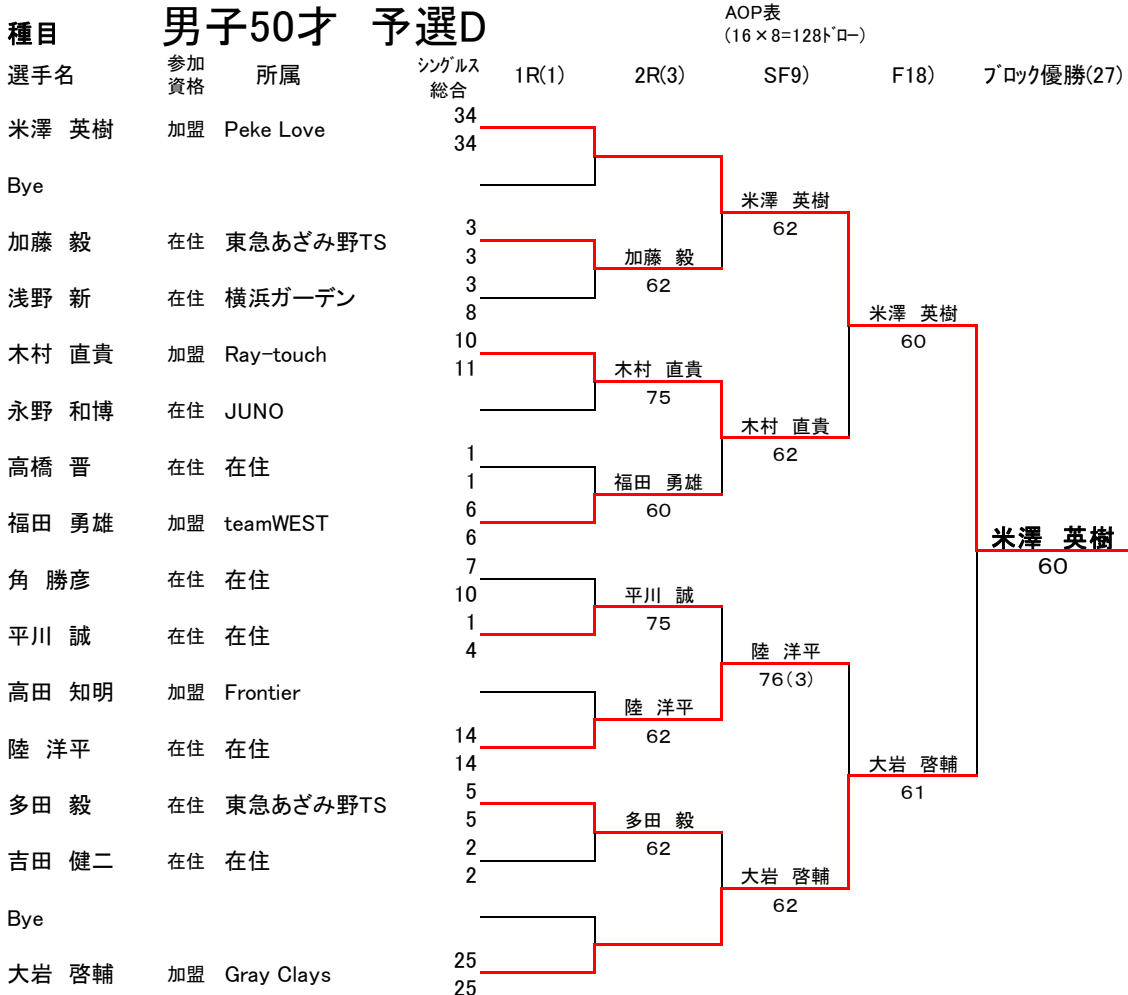 種目 男子50才 予選D AOP表
(16×8=128ドロー)
選手名 参加資格 所属 シングルス総合 1R(1) 2R(3) SF9) F18) ブロック優勝(27)
米澤 英樹 加盟 Peke Love 34 34
Bye
米澤 英樹
62
加藤 毅 在住 東急あざみ野TS 3 3
加藤 毅
62
浅野 新 在住 横浜ガーデン 3 8
米澤 英樹
60
木村 直貴 加盟 Ray-touch 10 11
木村 直貴
75
永野 和博 在住 JUNO
木村 直貴
62
高橋 晋 在住 在住 1 1
福田 勇雄
60
福田 勇雄 加盟 teamWEST 6 6
米澤 英樹
60
角 勝彦 在住 在住 7 10
平川 誠
75
平川 誠 在住 在住 1 4
陸 洋平
76(3)
高田 知明 加盟 Frontier
陸 洋平
62
陸 洋平 在住 在住 14 14
大岩 啓輔
61
多田 毅 在住 東急あざみ野TS 5 5
多田 毅
62
吉田 健二 在住 在住 2 2
大岩 啓輔
62
Bye
大岩 啓輔 加盟 Gray Clays 25 25